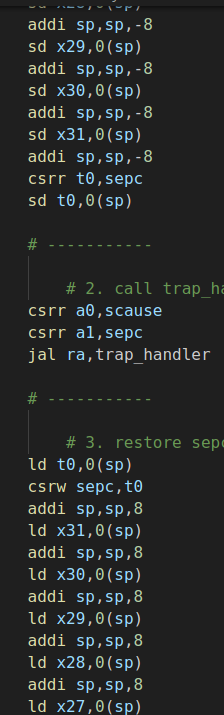 sd x28,0(sp)
addi sp,sp,-8
sd x29,0(sp)
addi sp,sp,-8
sd x30,0(sp)
addi sp,sp,-8
sd x31,0(sp)
addi sp,sp,-8
csrr t0,sepc
sd t0,0(sp)
# -----------
# 2. call trap_ha
csrr a0,scause
csrr a1,sepc
jal ra,trap_handler
# -----------
# 3. restore sepc
ld t0,0(sp)
csrw sepc,t0
addi sp,sp,8
ld x31,0(sp)
addi sp,sp,8
ld x30,0(sp)
addi sp,sp,8
ld x29,0(sp)
addi sp,sp,8
ld x28,0(sp)
addi sp,sp,8
ld x27,0(sp)